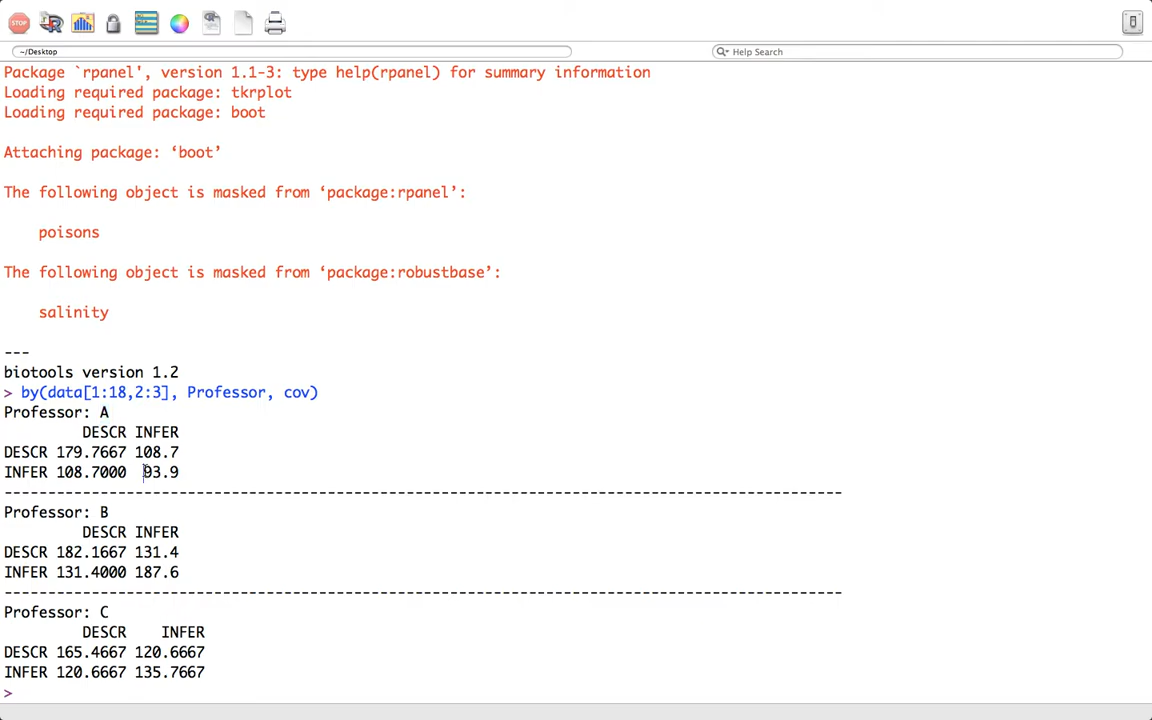 STOP
~/Desktop
Help Search
Package `rpanel', version 1.1-3: type help(rpanel) for summary information
Loading required package: tkrplot
Loading required package: boot
Attaching package: ‘boot’
The following object is masked from ‘package:rpanel’:
poisons
The following object is masked from ‘package:robustbase’:
salinity
---
biotools version 1.2
> by(data[1:18,2:3], Professor, cov)
Professor: A
DESCR INFER
DESCR 179.7667 108.7
INFER 108.7000 93.9
------------------------------------------------------------------------------------------------
Professor: B
DESCR INFER
DESCR 182.1667 131.4
INFER 131.4000 187.6
------------------------------------------------------------------------------------------------
Professor: C
DESCR INFER
DESCR 165.4667 120.6667
INFER 120.6667 135.7667
>